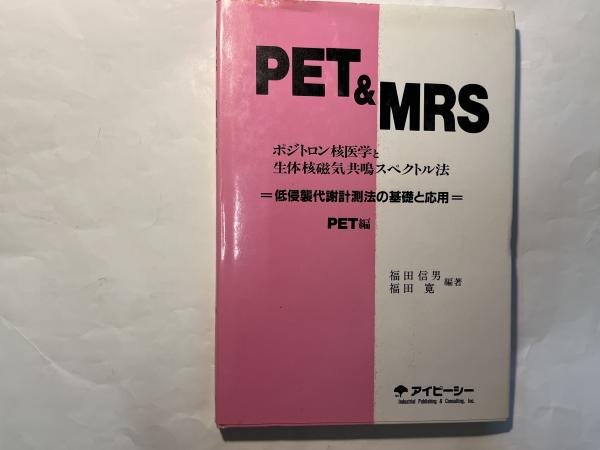 PET&MRS
ポジトロン核医学と
生体核磁気共鳴スペクトル法
=低侵襲代謝計測法の基礎と応用=
PET編
福田信男
福田 寛 編著
アイピーシー
Industrial Publishing & Consulting, Inc.